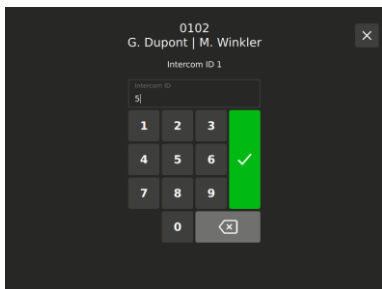 0102
G. Dupont | M. Winkler
Intercom ID 1
Intercom ID
5
1 2 3
4 5 6
7 8 9
0